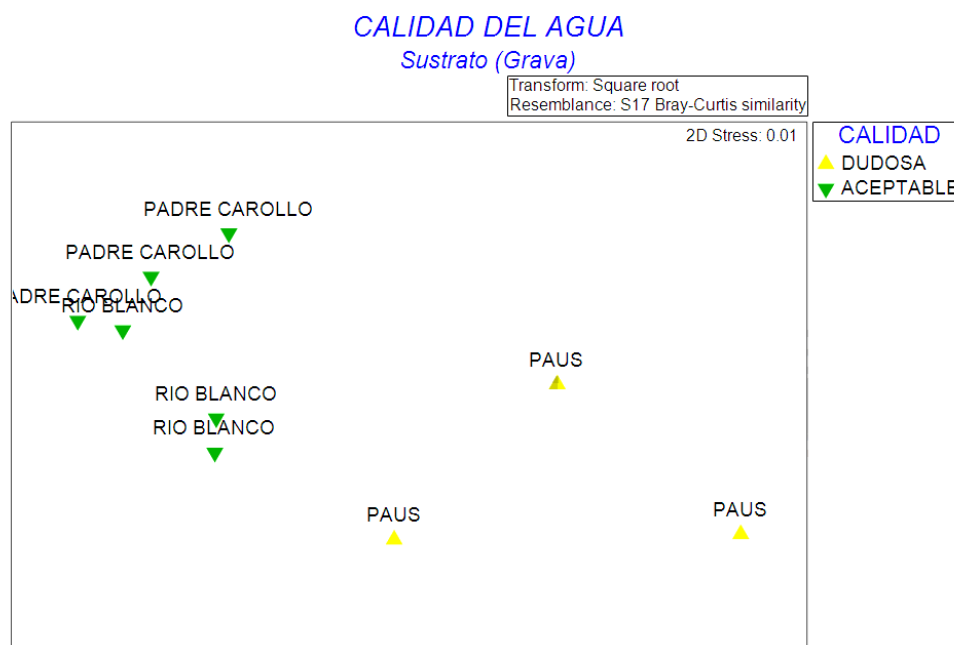 CALIDAD DEL AGUA
Sustrato (Grava)
Transform: Square root
Resemblance: S17 Bray-Curtis similarity
2D Stress: 0.01
CALIDAD
DUDOSA
ACEPTABLE
PADRE CAROLLO
PADRE CAROLLO
ADRE CAROLLO
RIO BLANCO
PAUS
RIO BLANCO
RIO BLANCO
PAUS
PAUS